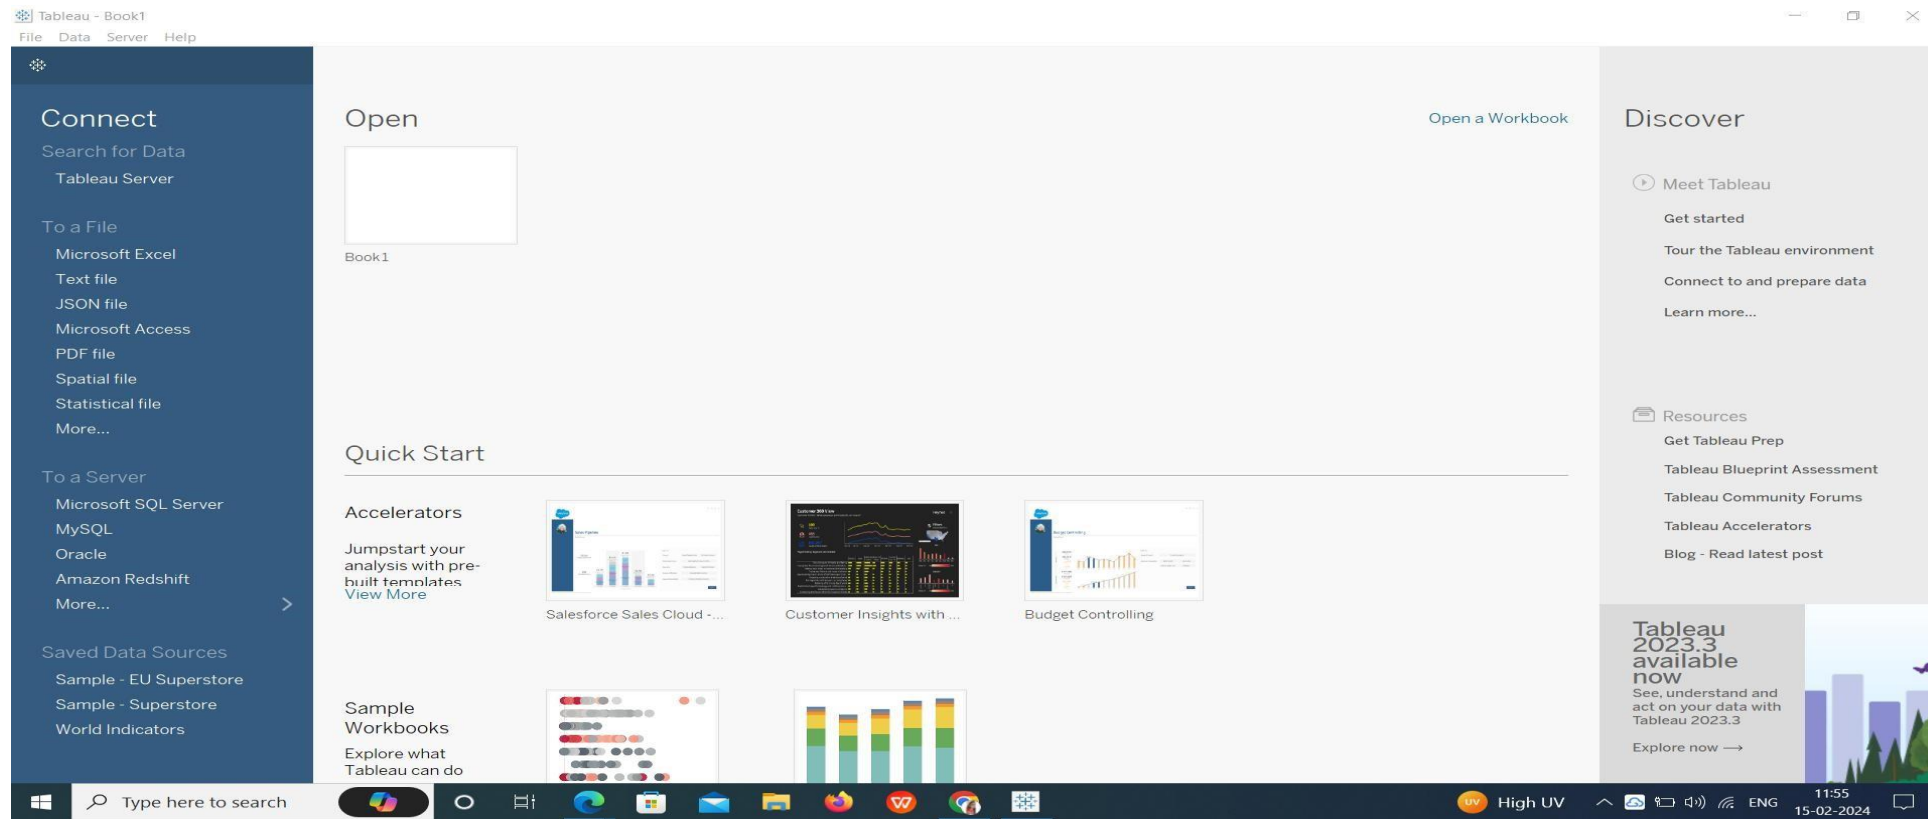 Tableau - Book1
File Data Server Help
Connect
Search for Data
Tableau Server
To a File
Microsoft Excel
Text file
JSON file
Microsoft Access
PDF file
Spatial file
Statistical file
More...
To a Server
Microsoft SQL Server
MySQL
Oracle
Amazon Redshift
More...
Saved Data Sources
Sample - EU Superstore
Sample - Superstore
World Indicators
Open
Open a Workbook
Book1
Quick Start
Accelerators
Jumpstart your
analysis with pre-
built templates
View More
Customer 360 View
Budget Controlling
Salesforce Sales Cloud -...
Customer Insights with ...
Budget Controlling
Sample
Workbooks
Explore what
Tableau can do
Discover
Meet Tableau
Get started
Tour the Tableau environment
Connect to and prepare data
Learn more...
Resources
Get Tableau Prep
Tableau Blueprint Assessment
Tableau Community Forums
Tableau Accelerators
Blog - Read latest post
Tableau
2023.3
available
now
See, understand and
act on your data with
Tableau 2023.3
Explore now →
Type here to search
UV High UV
ENG
11:55
15-02-2024